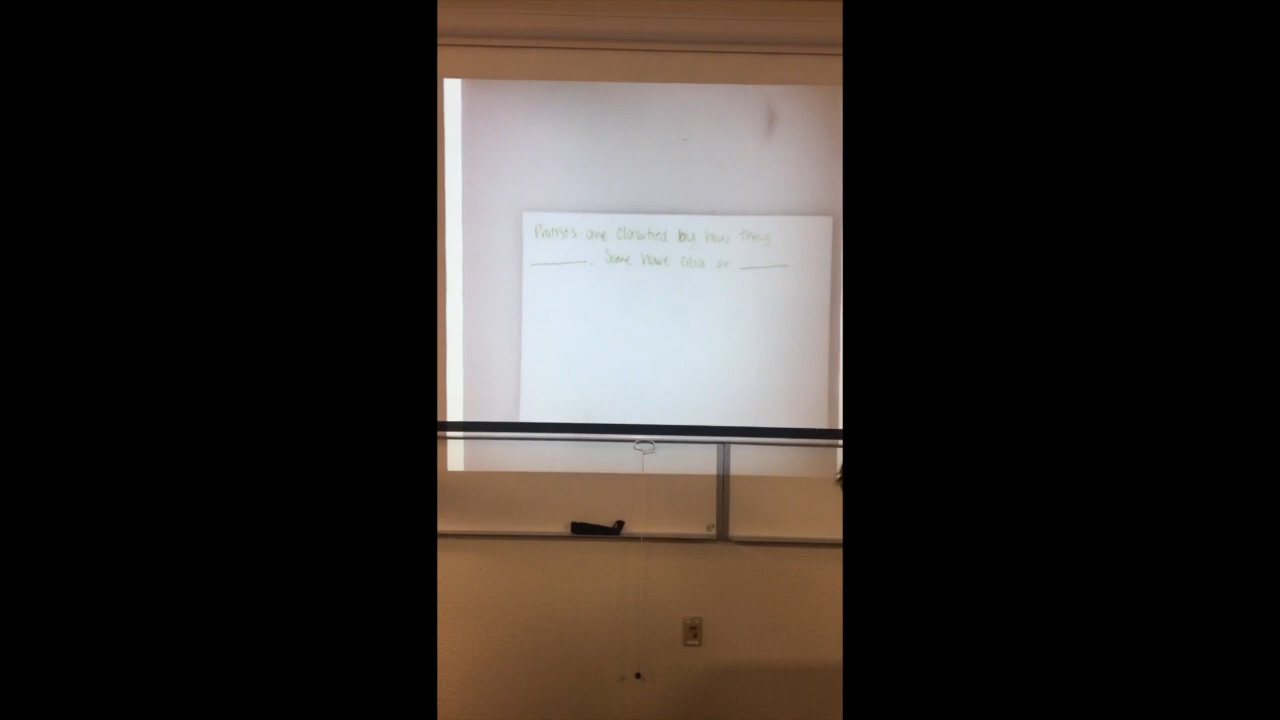 Protists are classified by how they
______. Some have cilia or ______